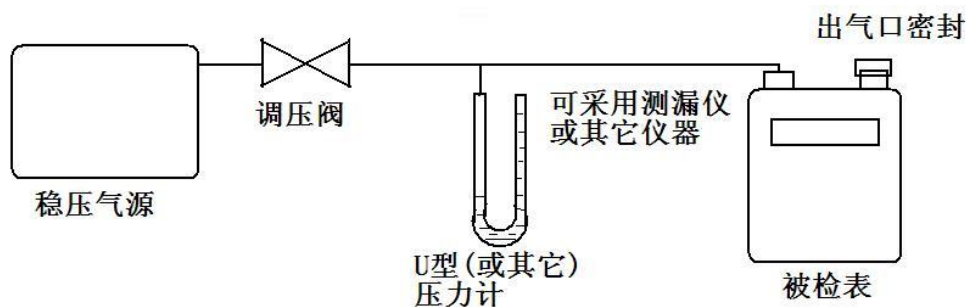 出气口密封
调压阀
可采用测漏仪
或其它仪器
稳压气源
U型(或其它)
压力计
被检表